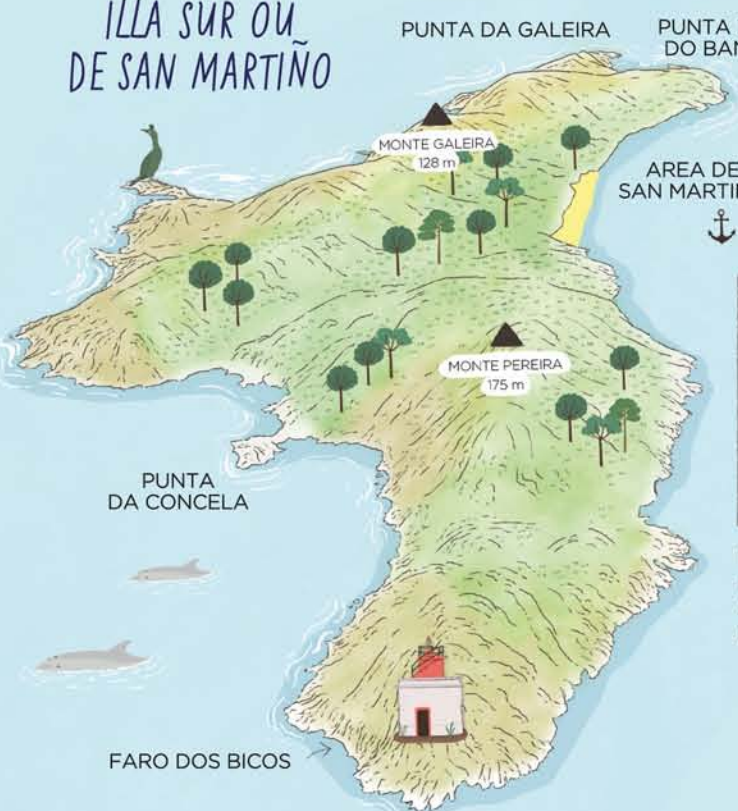 ILLA SUR OU
DE SAN MARTIÑO
PUNTA DA GALEIRA
PUNTA
MONTE GALEIRA
128 m
AREA DE
SAN
MONTE PEREIRA
175 m
PUNTA
DA CONCELA
FARO DOS BICOS